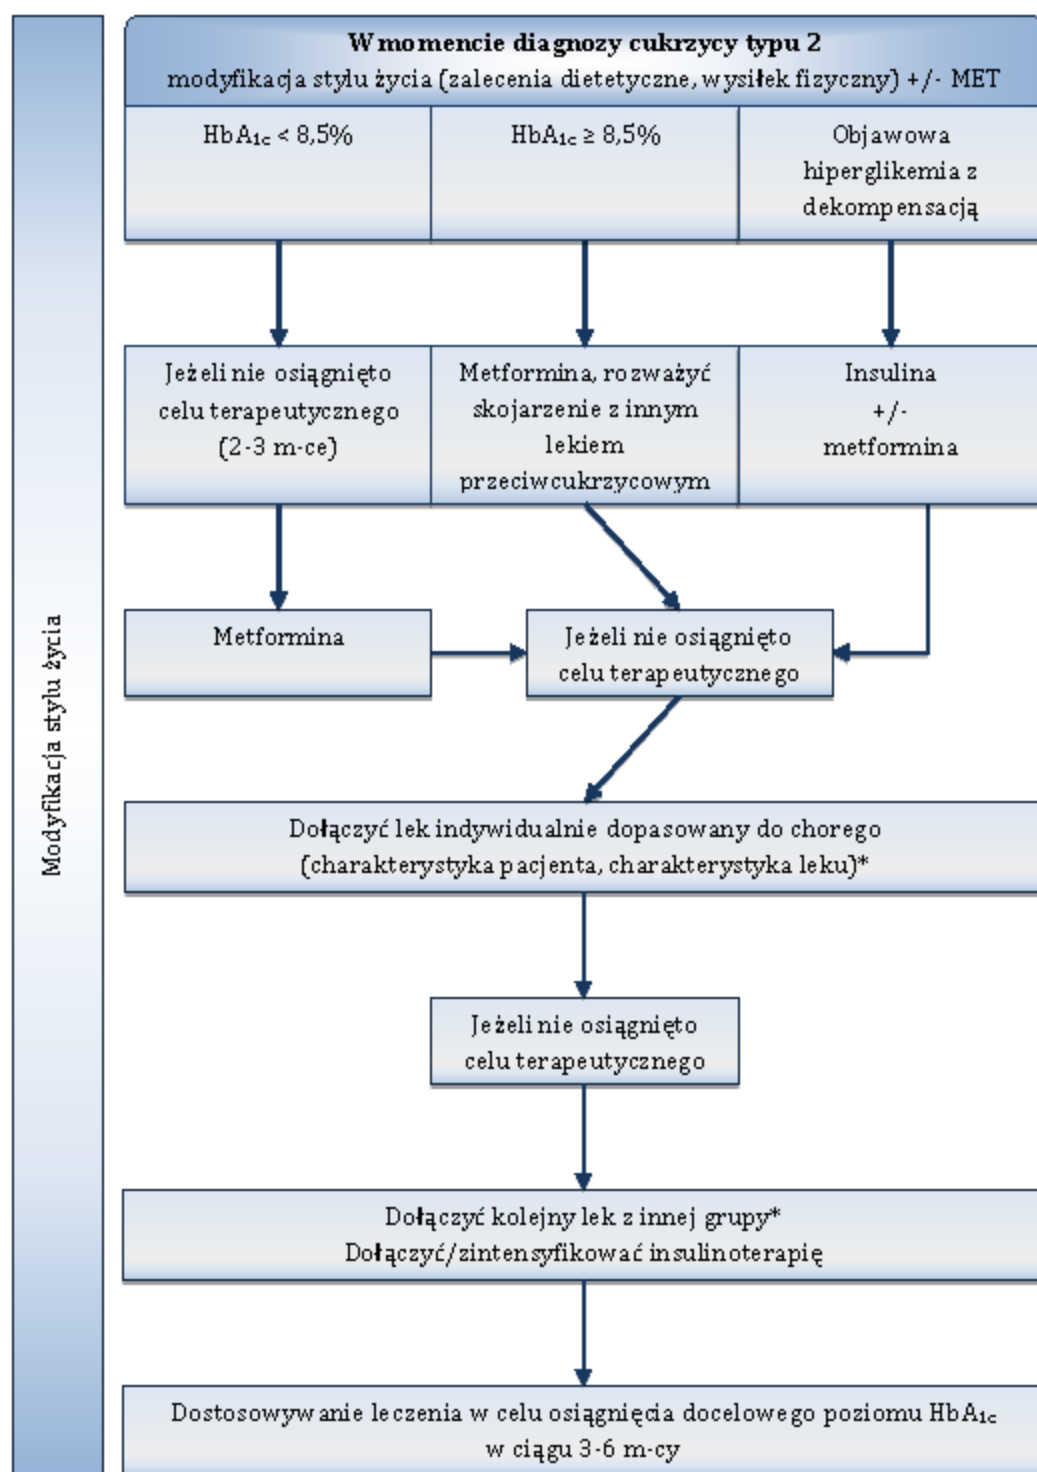 W momencie diagnozy cukrzycy typu 2
modyfikacja stylu życia (zalecenia dietetyczne, wysiłek fizyczny) +/- MET
HbA₁c < 8,5%
HbA₁c ≥ 8,5%
Objawowa
hiperglikemia z
dekompensacją
Jeżeli nie osiągnięto
celu terapeutycznego
(2-3 m-ce)
Metformina, rozważyć
skojarzenie z innym
lekiem
przeciwcukrzycowym
Insulina
+/-
metformina
Metformina
Jeżeli nie osiągnięto
celu terapeutycznego
Dołączyć lek indywidualnie dopasowany do chorego
(charakterystyka pacjenta, charakterystyka leku)*
Jeżeli nie osiągnięto
celu terapeutycznego
Dołączyć kolejny lek z innej grupy*
Dołączyć/zintensyfikować insulinoterapię
Dostosowywanie leczenia w celu osiągnięcia docelowego poziomu HbA₁c
w ciągu 3-6 m-cy
Modyfikacja stylu życia